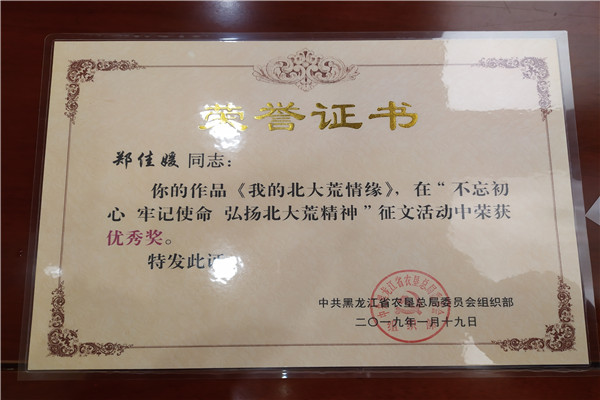 荣誉证书
郑佳媛 同志：
你的作品《我的北大荒情缘》，在“不忘初
心 牢记使命 弘扬北大荒精神”征文活动中荣获
优秀奖。
特发此证
中共黑龙江省农垦总局委员会组织部
二〇一九年一月十九日